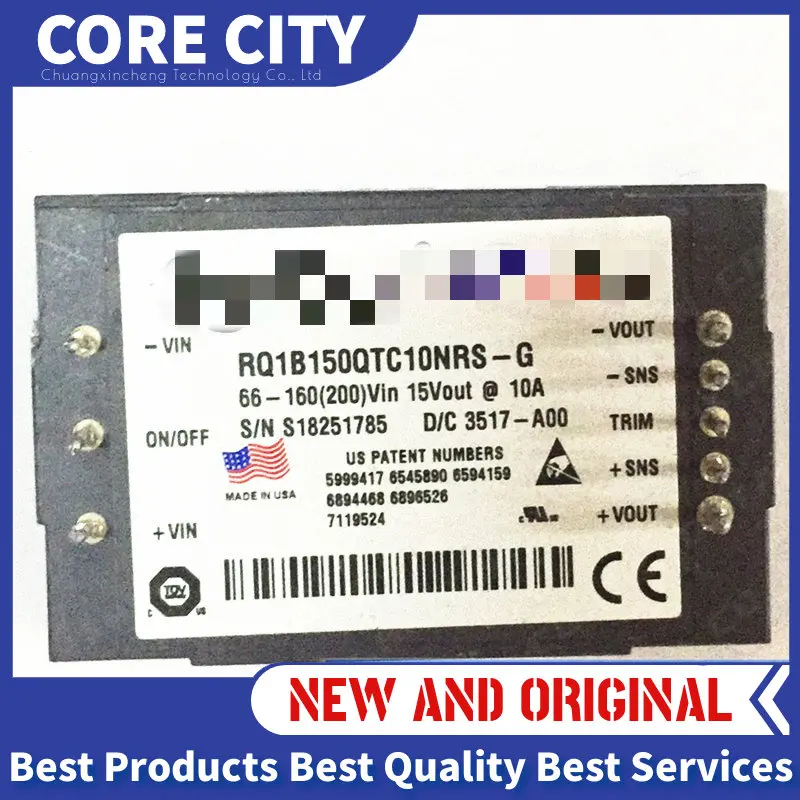 CORE CITY
Chuangxincheng Technology Co., Ltd
-VIN
-VOUT
RQ1B150QTC10NRS-G
66-160(200)Vin 15Vout @ 10A
-SNS
ON/OFF
S/N S18251785 D/C 3517-A00
TRIM
US PATENT NUMBERS
5999417 6545890 6594159
+SNS
MADE IN USA
6894468 6896526
+VIN
7119524
+VOUT
TUV
C US
CE
NEW AND ORIGINAL
Best Products Best Quality Best Services